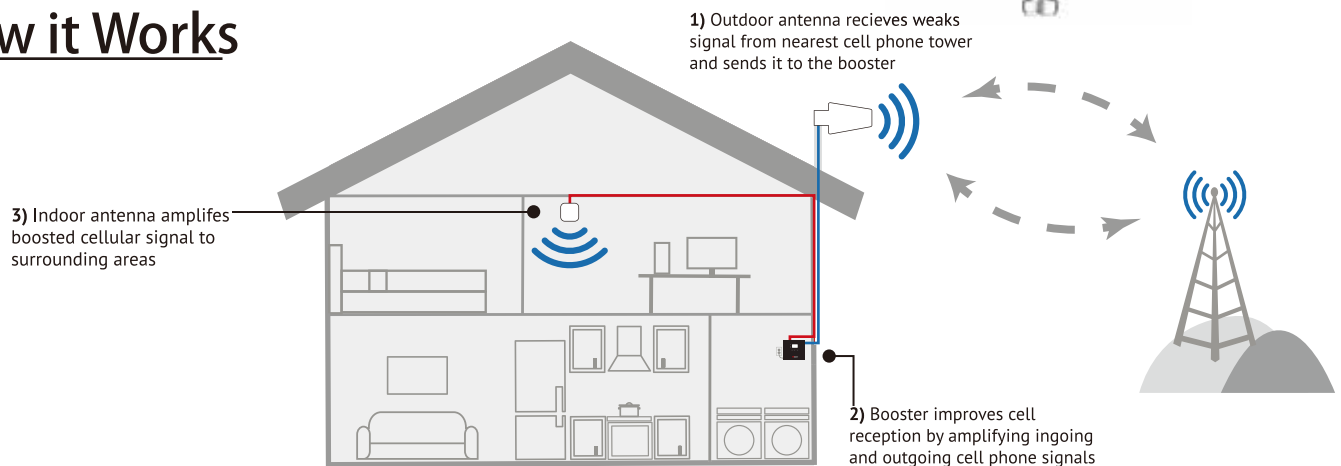 w it Works
1) Outdoor antenna recieves weaks
signal from nearest cell phone tower
and sends it to the booster
3) Indoor antenna amplifes
boosted cellular signal to
surrounding areas
2) Booster improves cell
reception by amplifying ingoing
and outgoing cell phone signals